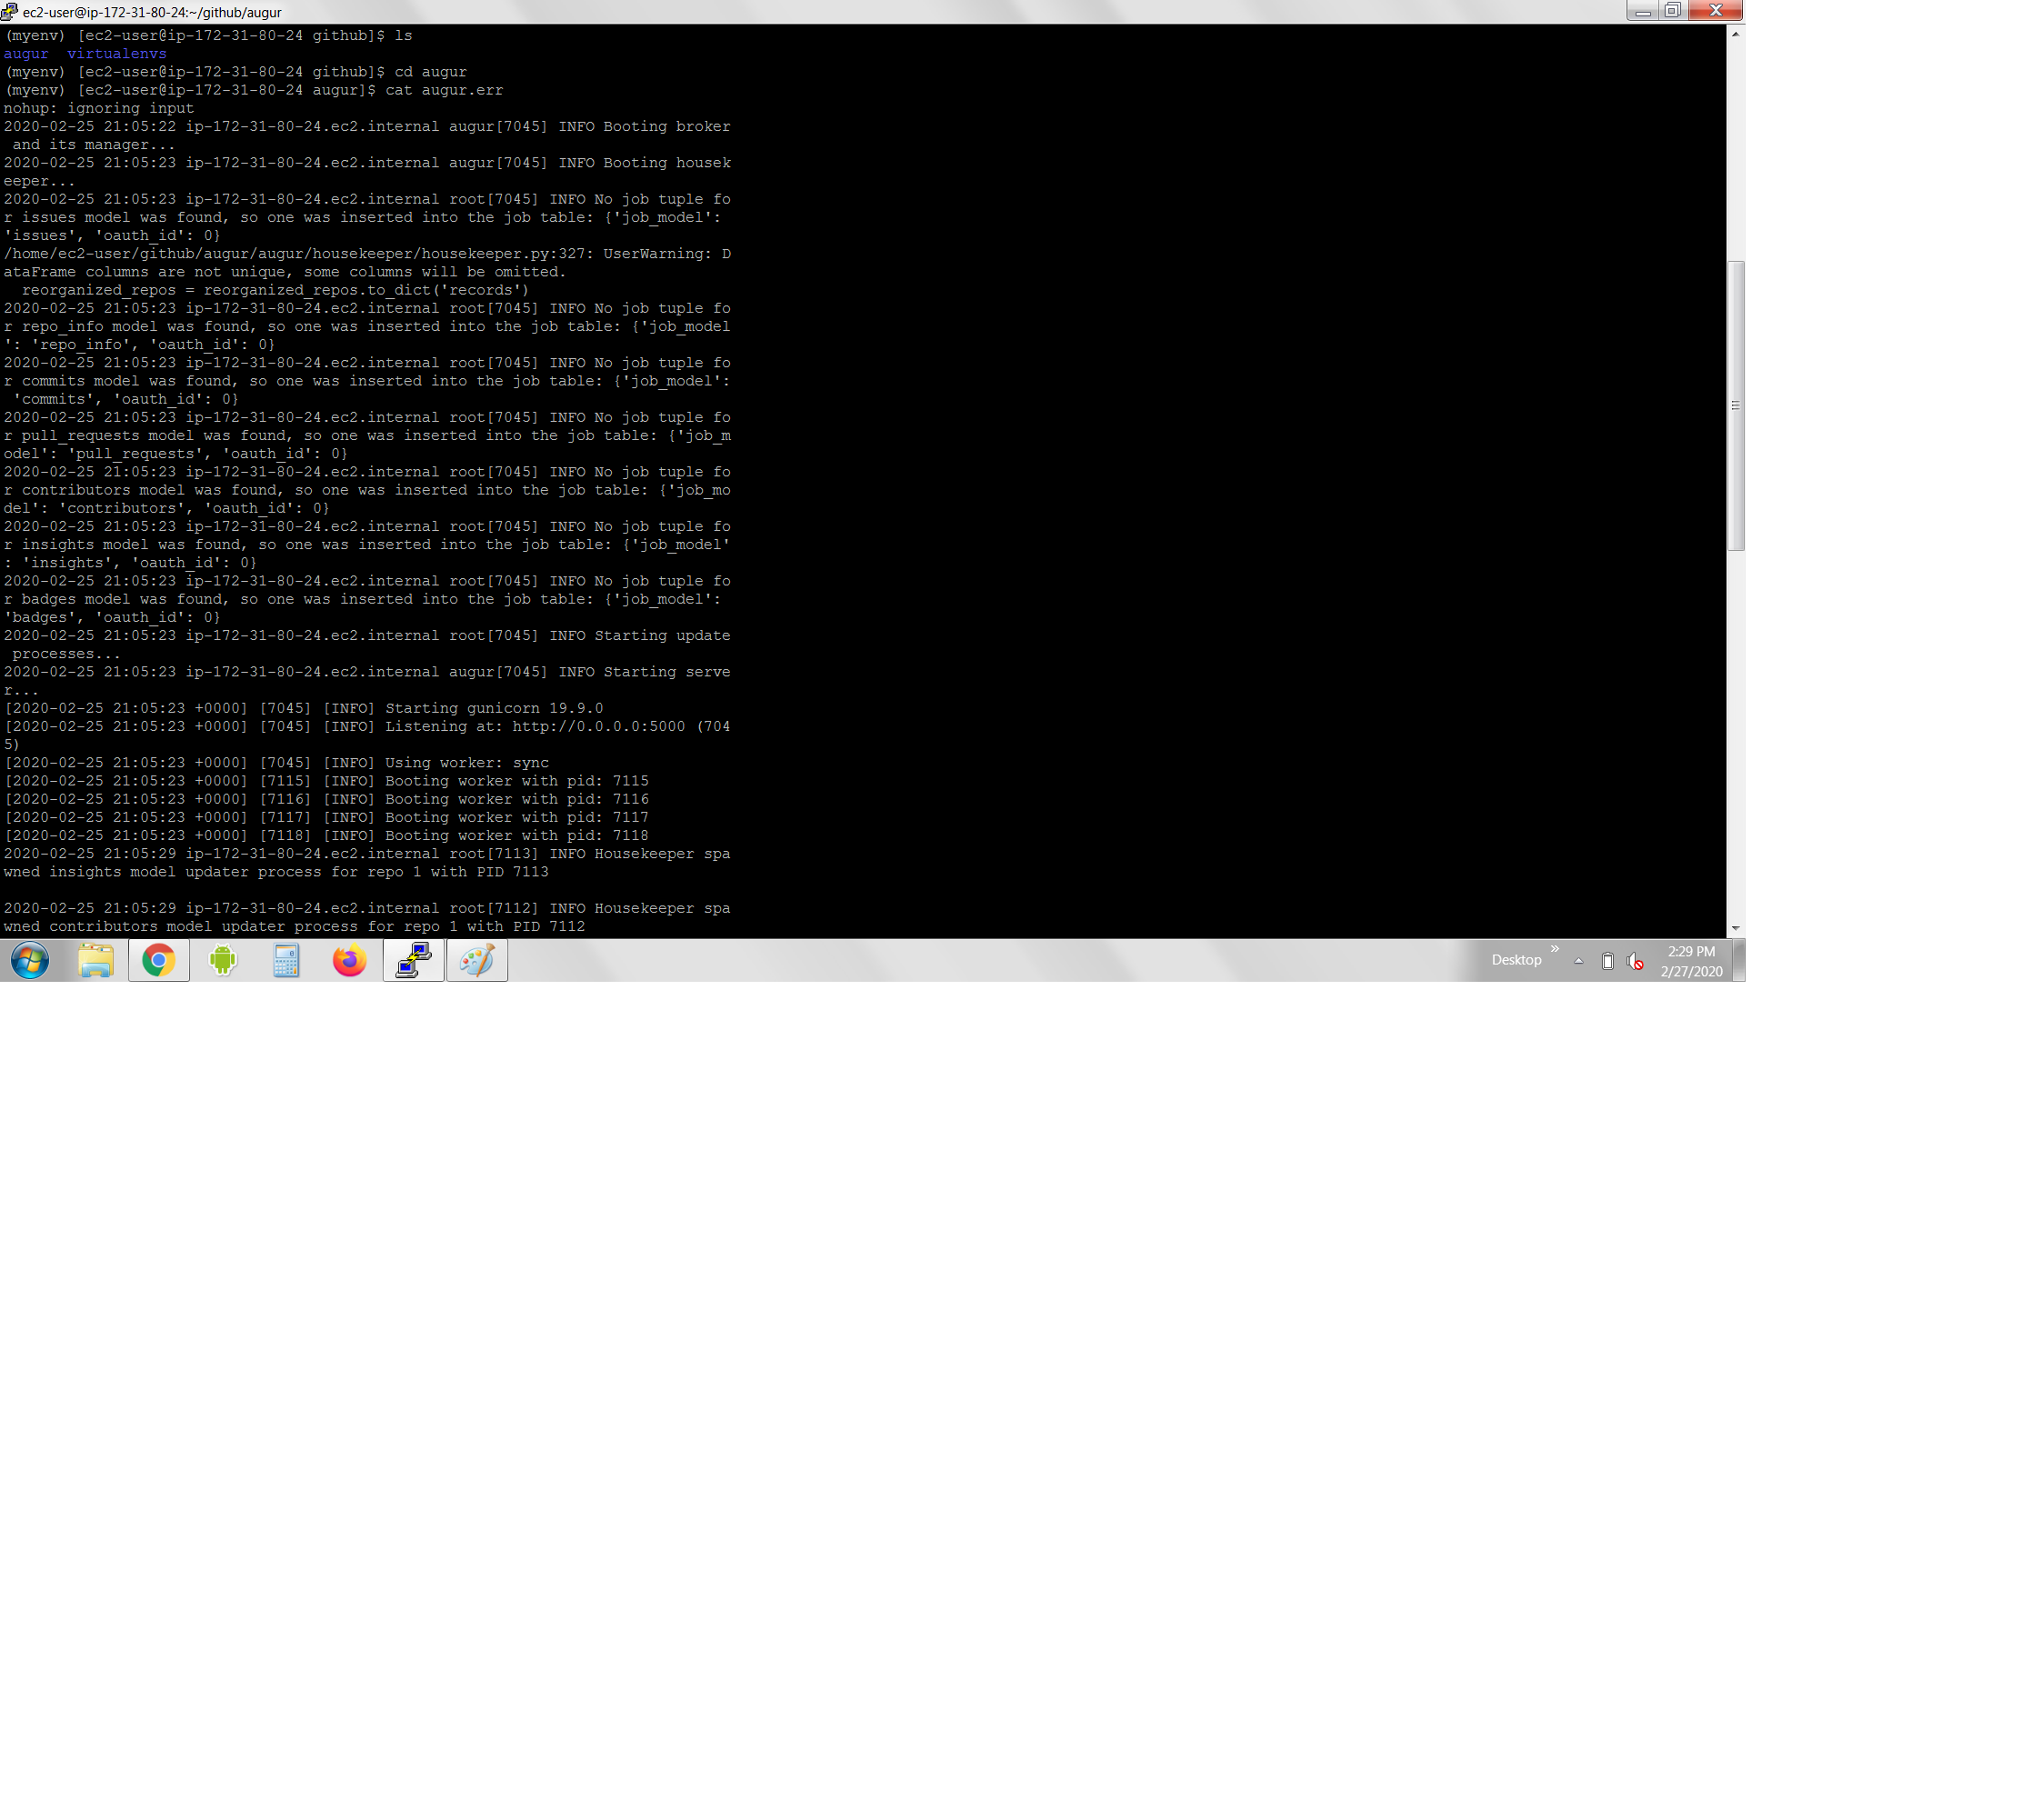 ec2-user@ip-172-31-80-24:~/github/augur
(myenv) [ec2-user@ip-172-31-80-24 github]$ ls
augur  virtualenvs
(myenv) [ec2-user@ip-172-31-80-24 github]$ cd augur
(myenv) [ec2-user@ip-172-31-80-24 augur]$ cat augur.err
nohup: ignoring input
2020-02-25 21:05:22 ip-172-31-80-24.ec2.internal augur[7045] INFO Booting broker
 and its manager...
2020-02-25 21:05:23 ip-172-31-80-24.ec2.internal augur[7045] INFO Booting housek
eeper...
2020-02-25 21:05:23 ip-172-31-80-24.ec2.internal root[7045] INFO No job tuple fo
r issues model was found, so one was inserted into the job table: {'job_model':
'issues', 'oauth_id': 0}
/home/ec2-user/github/augur/augur/housekeeper/housekeeper.py:327: UserWarning: D
ataFrame columns are not unique, some columns will be omitted.
  reorganized_repos = reorganized_repos.to_dict('records')
2020-02-25 21:05:23 ip-172-31-80-24.ec2.internal root[7045] INFO No job tuple fo
r repo_info model was found, so one was inserted into the job table: {'job_model
': 'repo_info', 'oauth_id': 0}
2020-02-25 21:05:23 ip-172-31-80-24.ec2.internal root[7045] INFO No job tuple fo
r commits model was found, so one was inserted into the job table: {'job_model':
 'commits', 'oauth_id': 0}
2020-02-25 21:05:23 ip-172-31-80-24.ec2.internal root[7045] INFO No job tuple fo
r pull_requests model was found, so one was inserted into the job table: {'job_m
odel': 'pull_requests', 'oauth_id': 0}
2020-02-25 21:05:23 ip-172-31-80-24.ec2.internal root[7045] INFO No job tuple fo
r contributors model was found, so one was inserted into the job table: {'job_mo
del': 'contributors', 'oauth_id': 0}
2020-02-25 21:05:23 ip-172-31-80-24.ec2.internal root[7045] INFO No job tuple fo
r insights model was found, so one was inserted into the job table: {'job_model'
: 'insights', 'oauth_id': 0}
2020-02-25 21:05:23 ip-172-31-80-24.ec2.internal root[7045] INFO No job tuple fo
r badges model was found, so one was inserted into the job table: {'job_model':
'badges', 'oauth_id': 0}
2020-02-25 21:05:23 ip-172-31-80-24.ec2.internal root[7045] INFO Starting update
 processes...
2020-02-25 21:05:23 ip-172-31-80-24.ec2.internal augur[7045] INFO Starting serve
r...
[2020-02-25 21:05:23 +0000] [7045] [INFO] Starting gunicorn 19.9.0
[2020-02-25 21:05:23 +0000] [7045] [INFO] Listening at: http://0.0.0.0:5000 (704
5)
[2020-02-25 21:05:23 +0000] [7045] [INFO] Using worker: sync
[2020-02-25 21:05:23 +0000] [7115] [INFO] Booting worker with pid: 7115
[2020-02-25 21:05:23 +0000] [7116] [INFO] Booting worker with pid: 7116
[2020-02-25 21:05:23 +0000] [7117] [INFO] Booting worker with pid: 7117
[2020-02-25 21:05:23 +0000] [7118] [INFO] Booting worker with pid: 7118
2020-02-25 21:05:29 ip-172-31-80-24.ec2.internal root[7113] INFO Housekeeper spa
wned insights model updater process for repo 1 with PID 7113
2020-02-25 21:05:29 ip-172-31-80-24.ec2.internal root[7112] INFO Housekeeper spa
wned contributors model updater process for repo 1 with PID 7112
Desktop
2:29 PM
2/27/2020